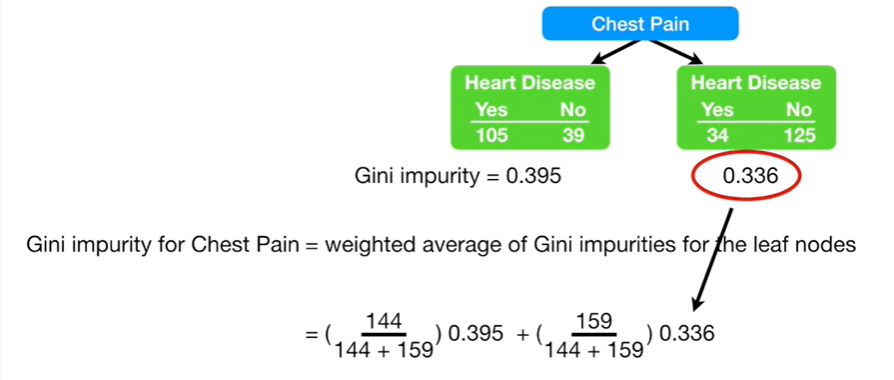 Chest Pain
Heart Disease Heart Disease
Yes No Yes No
105 39 34 125
Gini impurity = 0.395 0.336
Gini impurity for Chest Pain = weighted average of Gini impurities for the leaf nodes
144 159
= ( ) 0.395 + ( ) 0.336
144 + 159 144 + 159